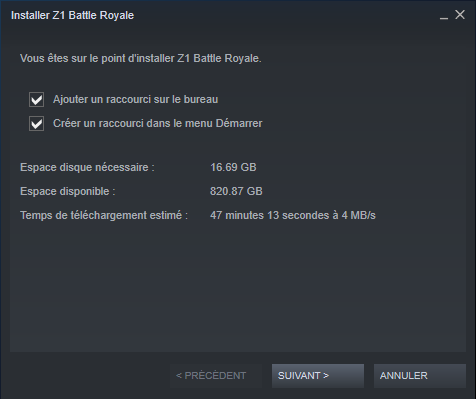 Installer Z1 Battle Royale
Vous êtes sur le point d'installer Z1 Battle Royale.
Ajouter un raccourci sur le bureau
Créer un raccourci dans le menu Démarrer
Espace disque nécessaire : 16.69 GB
Espace disponible : 820.87 GB
Temps de téléchargement estimé : 47 minutes 13 secondes à 4 MB/s
< PRÉCÉDENT SUIVANT > ANNULER